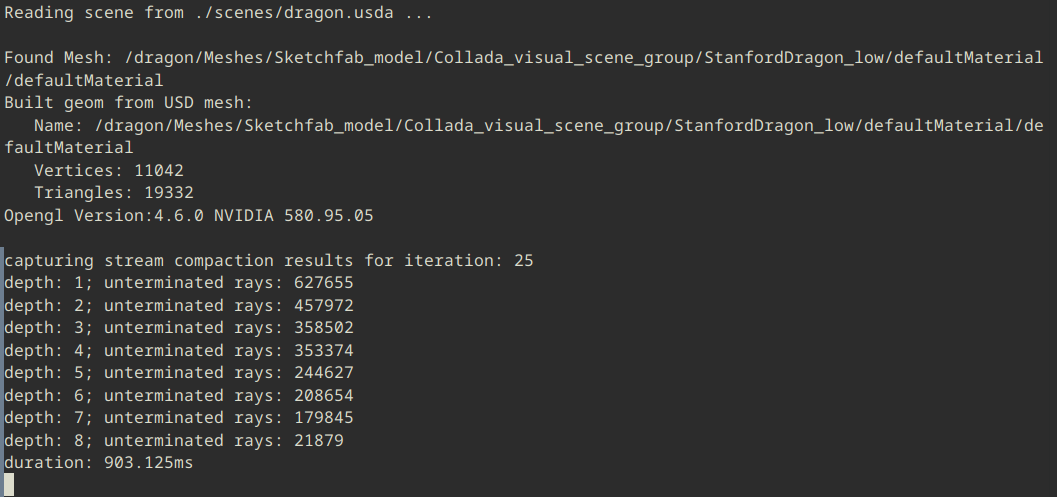 Reading scene from ./scenes/dragon.usda ...
Found Mesh: /dragon/Meshes/Sketchfab_model/Collada_visual_scene_group/StanfordDragon_low/defaultMaterial
/defaultMaterial
Built geom from USD mesh:
   Name: /dragon/Meshes/Sketchfab_model/Collada_visual_scene_group/StanfordDragon_low/defaultMaterial/de
faultMaterial
   Vertices: 11042
   Triangles: 19332
Opengl Version:4.6.0 NVIDIA 580.95.05
capturing stream compaction results for iteration: 25
depth: 1; unterminated rays: 627655
depth: 2; unterminated rays: 457972
depth: 3; unterminated rays: 358502
depth: 4; unterminated rays: 353374
depth: 5; unterminated rays: 244627
depth: 6; unterminated rays: 208654
depth: 7; unterminated rays: 179845
depth: 8; unterminated rays: 21879
duration: 903.125ms